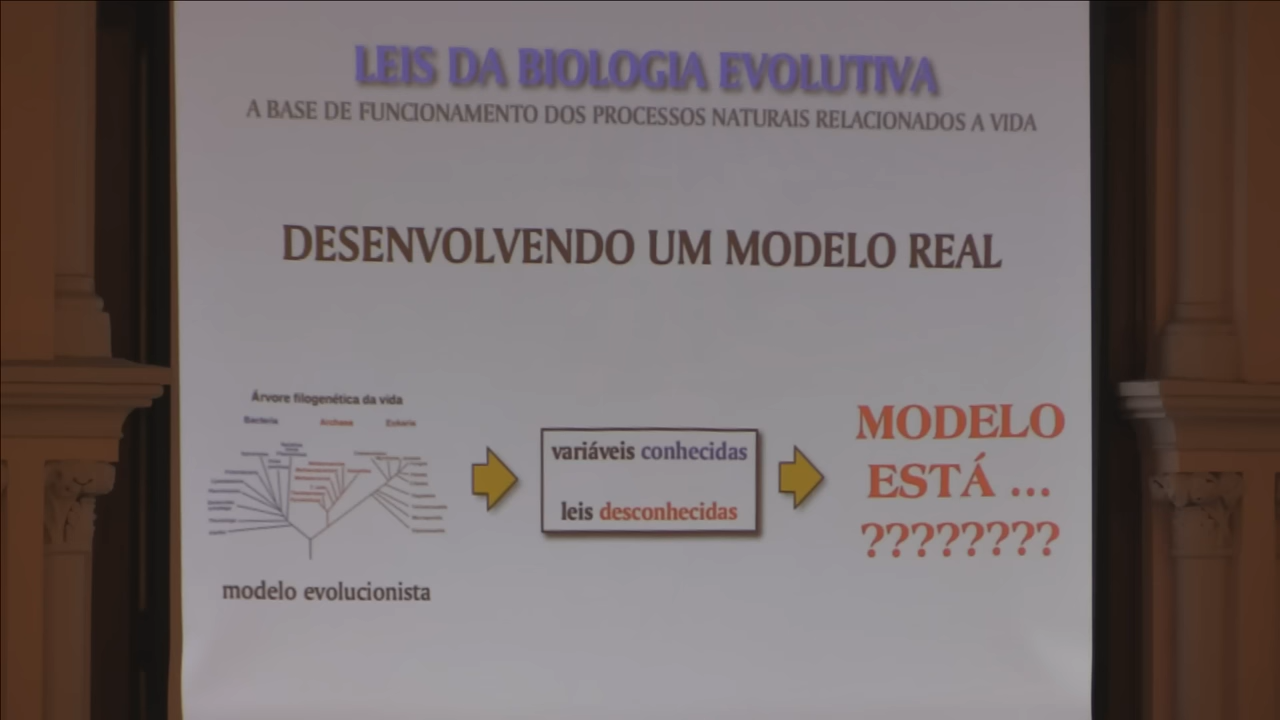 LEIS DA BIOLOGIA EVOLUTIVA
A BASE DE FUNCIONAMENTO DOS PROCESSOS NATURAIS RELACIONADOS A VIDA
DESENVOLVENDO UM MODELO REAL
Árvore filogenética da vida
Bacteria Archaea Eukaria
variáveis conhecidas
leis desconhecidas
MODELO
ESTÁ ...
????????
modelo evolucionista